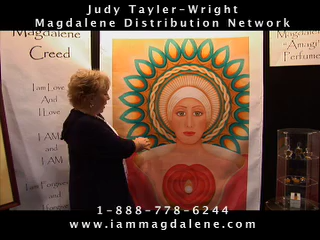 Judy Tayler-Wright
Magdalene Distribution Network
Magdalene
Creed
I am Love
And I
Love
I AM
and
I AM
I am Forgiven
and
Magdalene
"Amagi"
Perfume
1-888-778-6244
www.iammagdalene.com